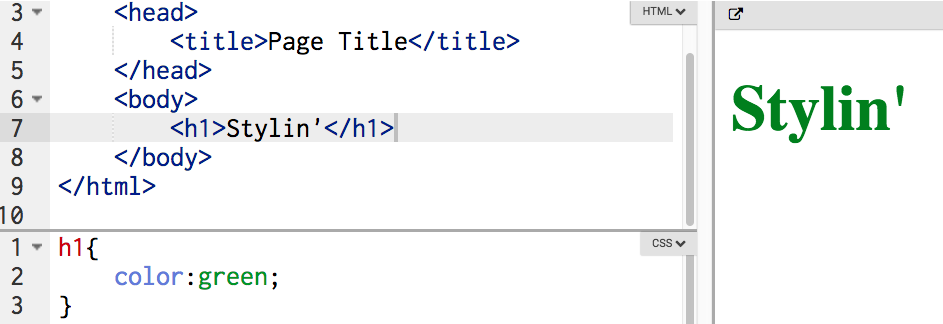 3 <head>
HTML
4 <title>Page Title</title>
5 </head>
6 <body>
7 <h1>Stylin'</h1>
8 </body>
9 </html>
10
1 h1{
CSS
2 color:green;
3 }
Stylin'